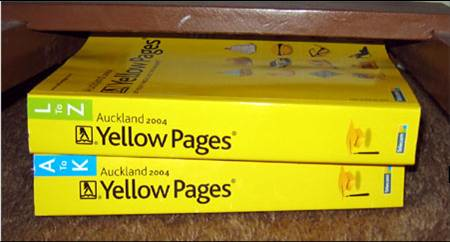 Yellow Pages
L To Z
Auckland 2004
Yellow Pages®
A To K
Auckland 2004
Yellow Pages®